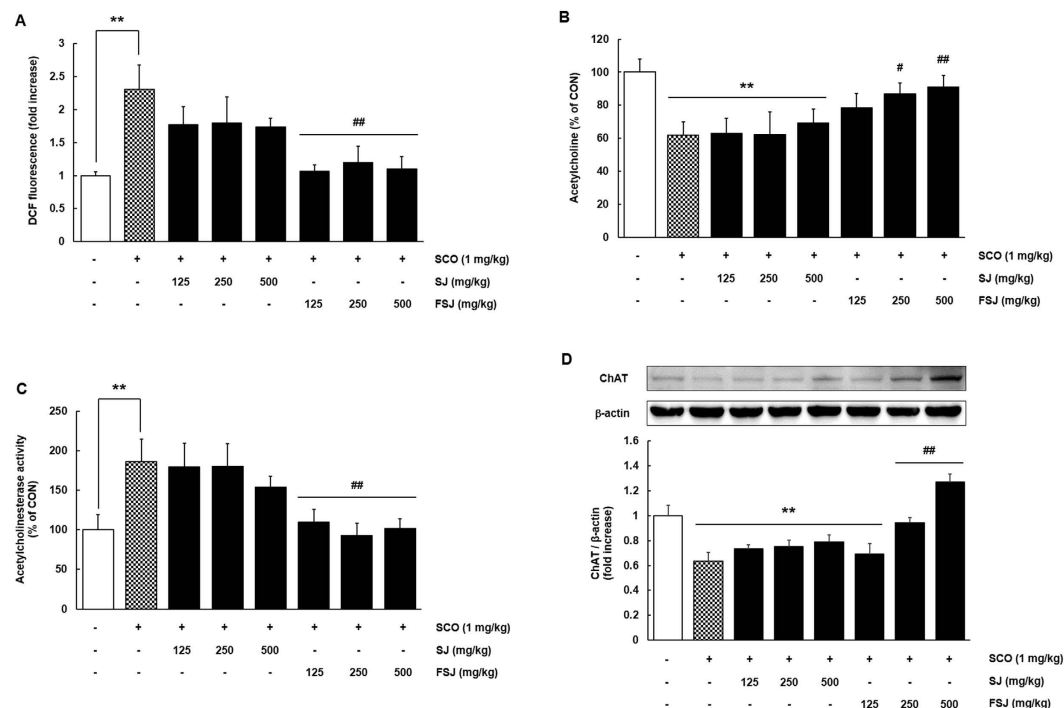 A
DCF fluorescence (fold increase)
3
2.5
2
1.5
1
0.5
0
**
##
- + + + + + + + SCO (1 mg/kg)
- - 125 250 500 - - - SJ (mg/kg)
- - - - - 125 250 500 FSJ (mg/kg)
B
Acetylcholine (% of CON)
120
100
80
60
40
20
0
**
#
##
- + + + + + + + SCO (1 mg/kg)
- - 125 250 500 - - - SJ (mg/kg)
- - - - - 125 250 500 FSJ (mg/kg)
C
Acetylcholinesterase activity
(% of CON)
250
200
150
100
50
0
**
##
- + + + + + + + SCO (1 mg/kg)
- - 125 250 500 - - - SJ (mg/kg)
- - - - - 125 250 500 FSJ (mg/kg)
D
ChAT
β-actin
ChAT / β-actin
(fold increase)
1.6
1.4
1.2
1
0.8
0.6
0.4
0.2
0
**
##
- + + + + + + + SCO (1 mg/kg)
- - 125 250 500 - - - SJ (mg/kg)
- - - - - 125 250 500 FSJ (mg/kg)